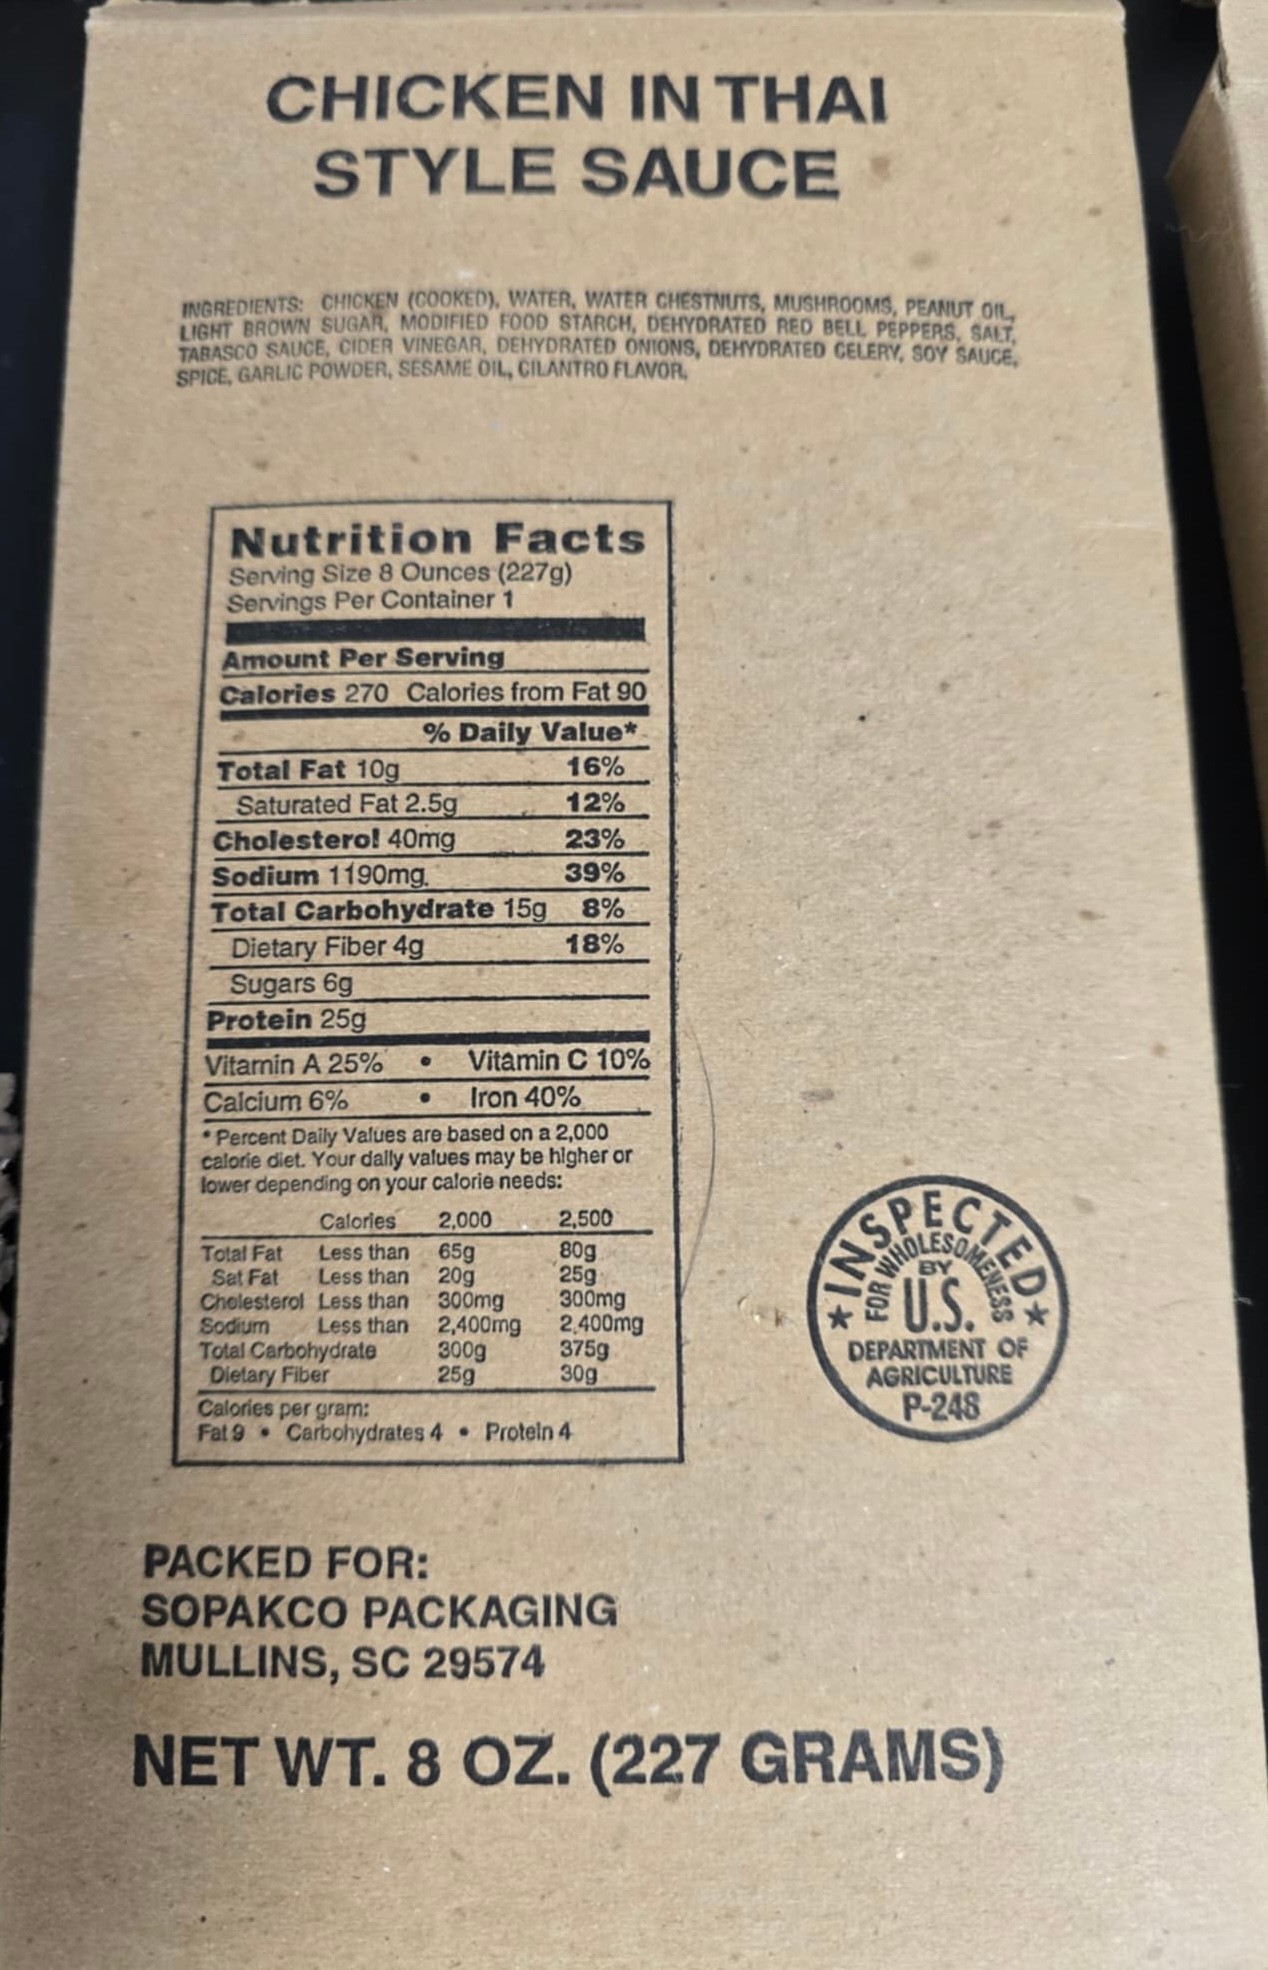 CHICKEN IN THAI
STYLE SAUCE
INGREDIENTS: CHICKEN (COOKED), WATER, WATER CHESTNUTS, MUSHROOMS, PEANUT OIL,
LIGHT BROWN SUGAR, MODIFIED FOOD STARCH, DEHYDRATED RED BELL PEPPERS, SALT,
TABASCO SAUCE, CIDER VINEGAR, DEHYDRATED ONIONS, DEHYDRATED CELERY, SOY SAUCE,
SPICE, GARLIC POWDER, SESAME OIL, CILANTRO FLAVOR.
Nutrition Facts
Serving Size 8 Ounces (227g)
Servings Per Container 1
Amount Per Serving
Calories 270 Calories from Fat 90
% Daily Value*
Total Fat 10g 16%
Saturated Fat 2.5g 12%
Cholesterol 40mg 23%
Sodium 1190mg 39%
Total Carbohydrate 15g 8%
Dietary Fiber 4g 18%
Sugars 6g
Protein 25g
Vitamin A 25% • Vitamin C 10%
Calcium 6% • Iron 40%
* Percent Daily Values are based on a 2,000
calorie diet. Your daily values may be higher or
lower depending on your calorie needs:
Calories 2,000 2,500
Total Fat Less than 65g 80g
Sat Fat Less than 20g 25g
Cholesterol Less than 300mg 300mg
Sodium Less than 2,400mg 2,400mg
Total Carbohydrate 300g 375g
Dietary Fiber 25g 30g
Calories per gram:
Fat 9 • Carbohydrates 4 • Protein 4
INSPECTED
FOR WHOLESOMENESS
BY
U.S.
DEPARTMENT OF
AGRICULTURE
P-248
PACKED FOR:
SOPAKCO PACKAGING
MULLINS, SC 29574
NET WT. 8 OZ. (227 GRAMS)